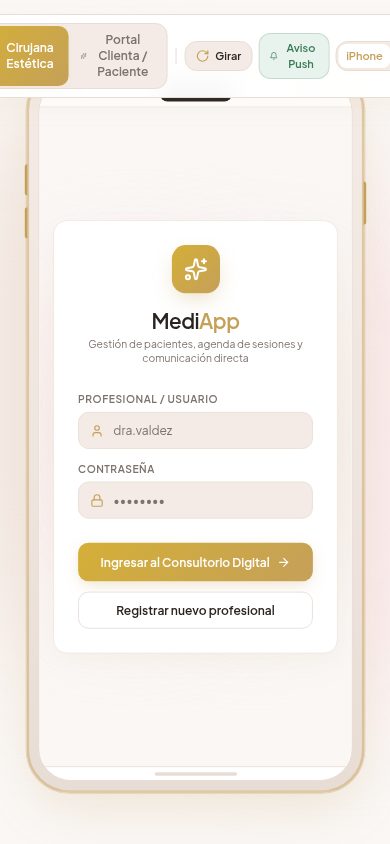 Cirujana
Estética
Portal
Clienta /
Paciente
Girar
Aviso
Push
iPhone
MediApp
Gestión de pacientes, agenda de sesiones y
comunicación directa
PROFESIONAL / USUARIO
dra.valdez
CONTRASEÑA
••••••••
Ingresar al Consultorio Digital →
Registrar nuevo profesional